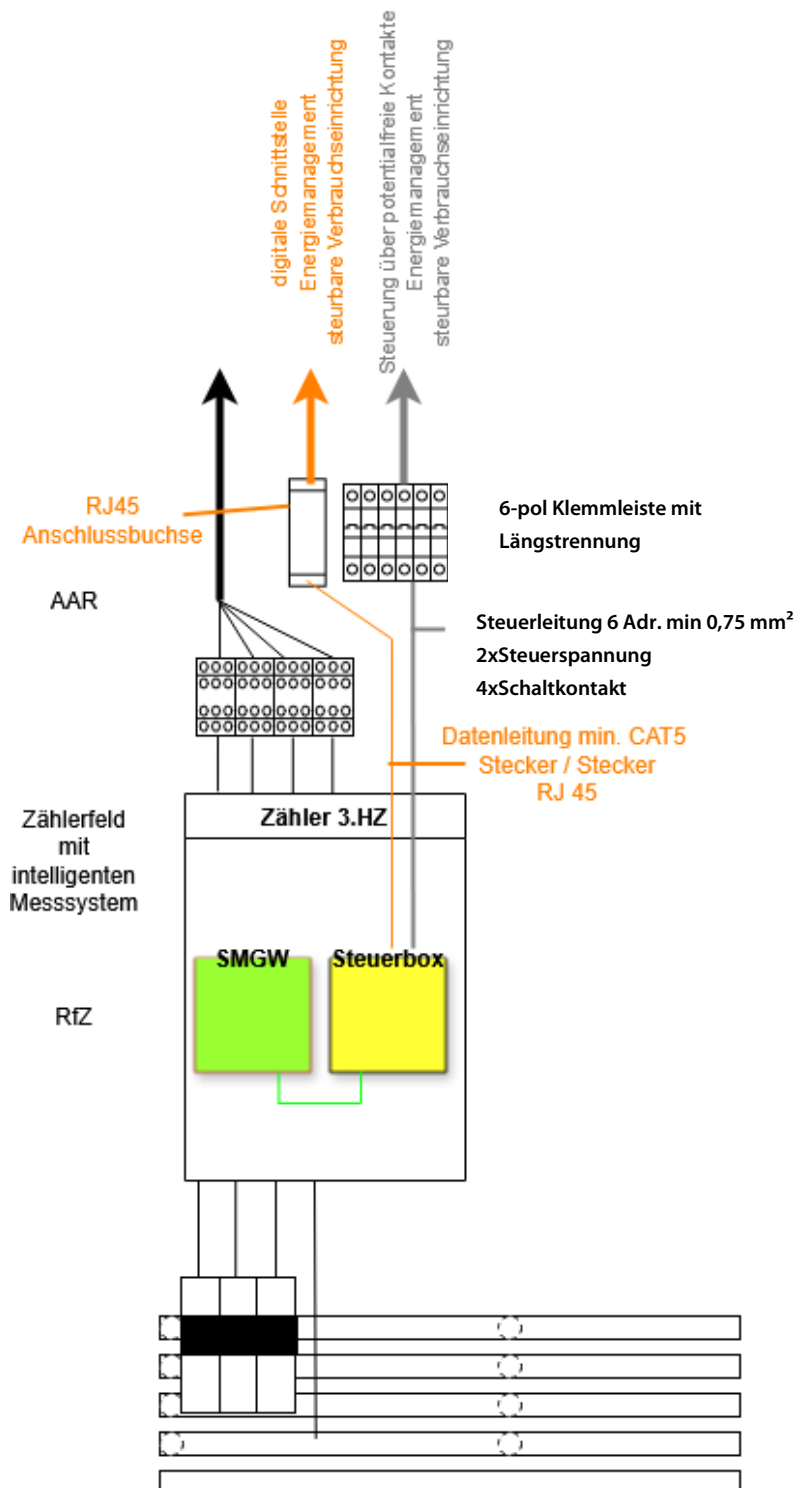 digitale Schnittstelle
Energiemanagement
steurbare Verbrauchseinrichtung
Steuerung über potentialfreie Kontakte
Energiemanagement
steurbare Verbrauchseinrichtung
RJ45
Anschlussbuchse
6-pol Klemmleiste mit
Längstrennung
AAR
Steuerleitung 6 Adr. min 0,75 mm²
2xSteuerspannung
4xSchaltkontakt
Datenleitung min. CAT5
Stecker / Stecker
RJ 45
Zählerfeld
mit
intelligenten
Messsystem
Zähler 3.HZ
SMGW
Steuerbox
RfZ